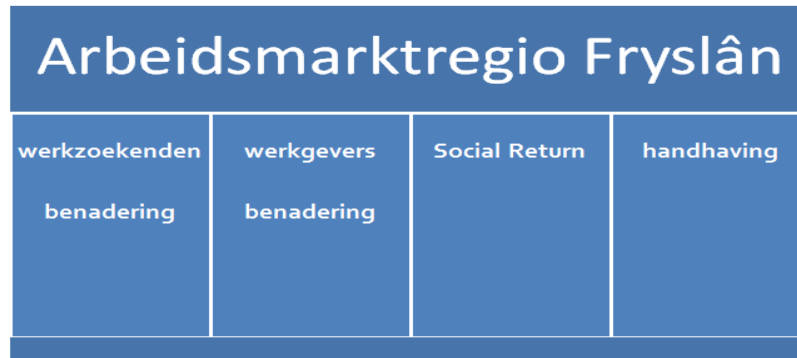 Arbeidsmarktregio Fryslân
werkzoekenden
benadering
werkgevers
benadering
Social Return
handhaving